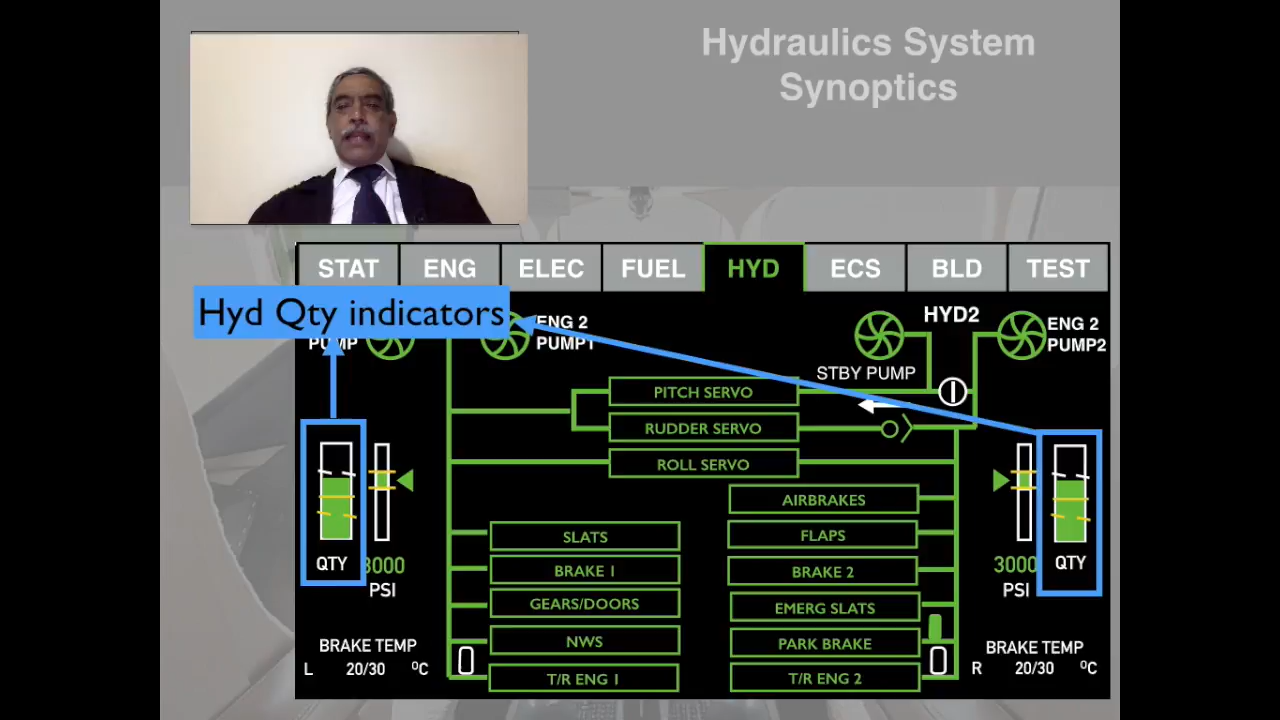 Hydraulics System
Synoptics
STAT ENG ELEC FUEL HYD ECS BLD TEST
Hyd Qty indicators
PUMP
ENG 2
PUMP1
HYD2
ENG 2
PUMP2
STBY PUMP
PITCH SERVO
RUDDER SERVO
ROLL SERVO
AIRBRAKES
SLATS
FLAPS
BRAKE 1
BRAKE 2
GEARS/DOORS
EMERG SLATS
NWS
PARK BRAKE
T/R ENG 1
T/R ENG 2
QTY
3000
PSI
3000
PSI
QTY
BRAKE TEMP
L 20/30 ºC
BRAKE TEMP
R 20/30 ºC